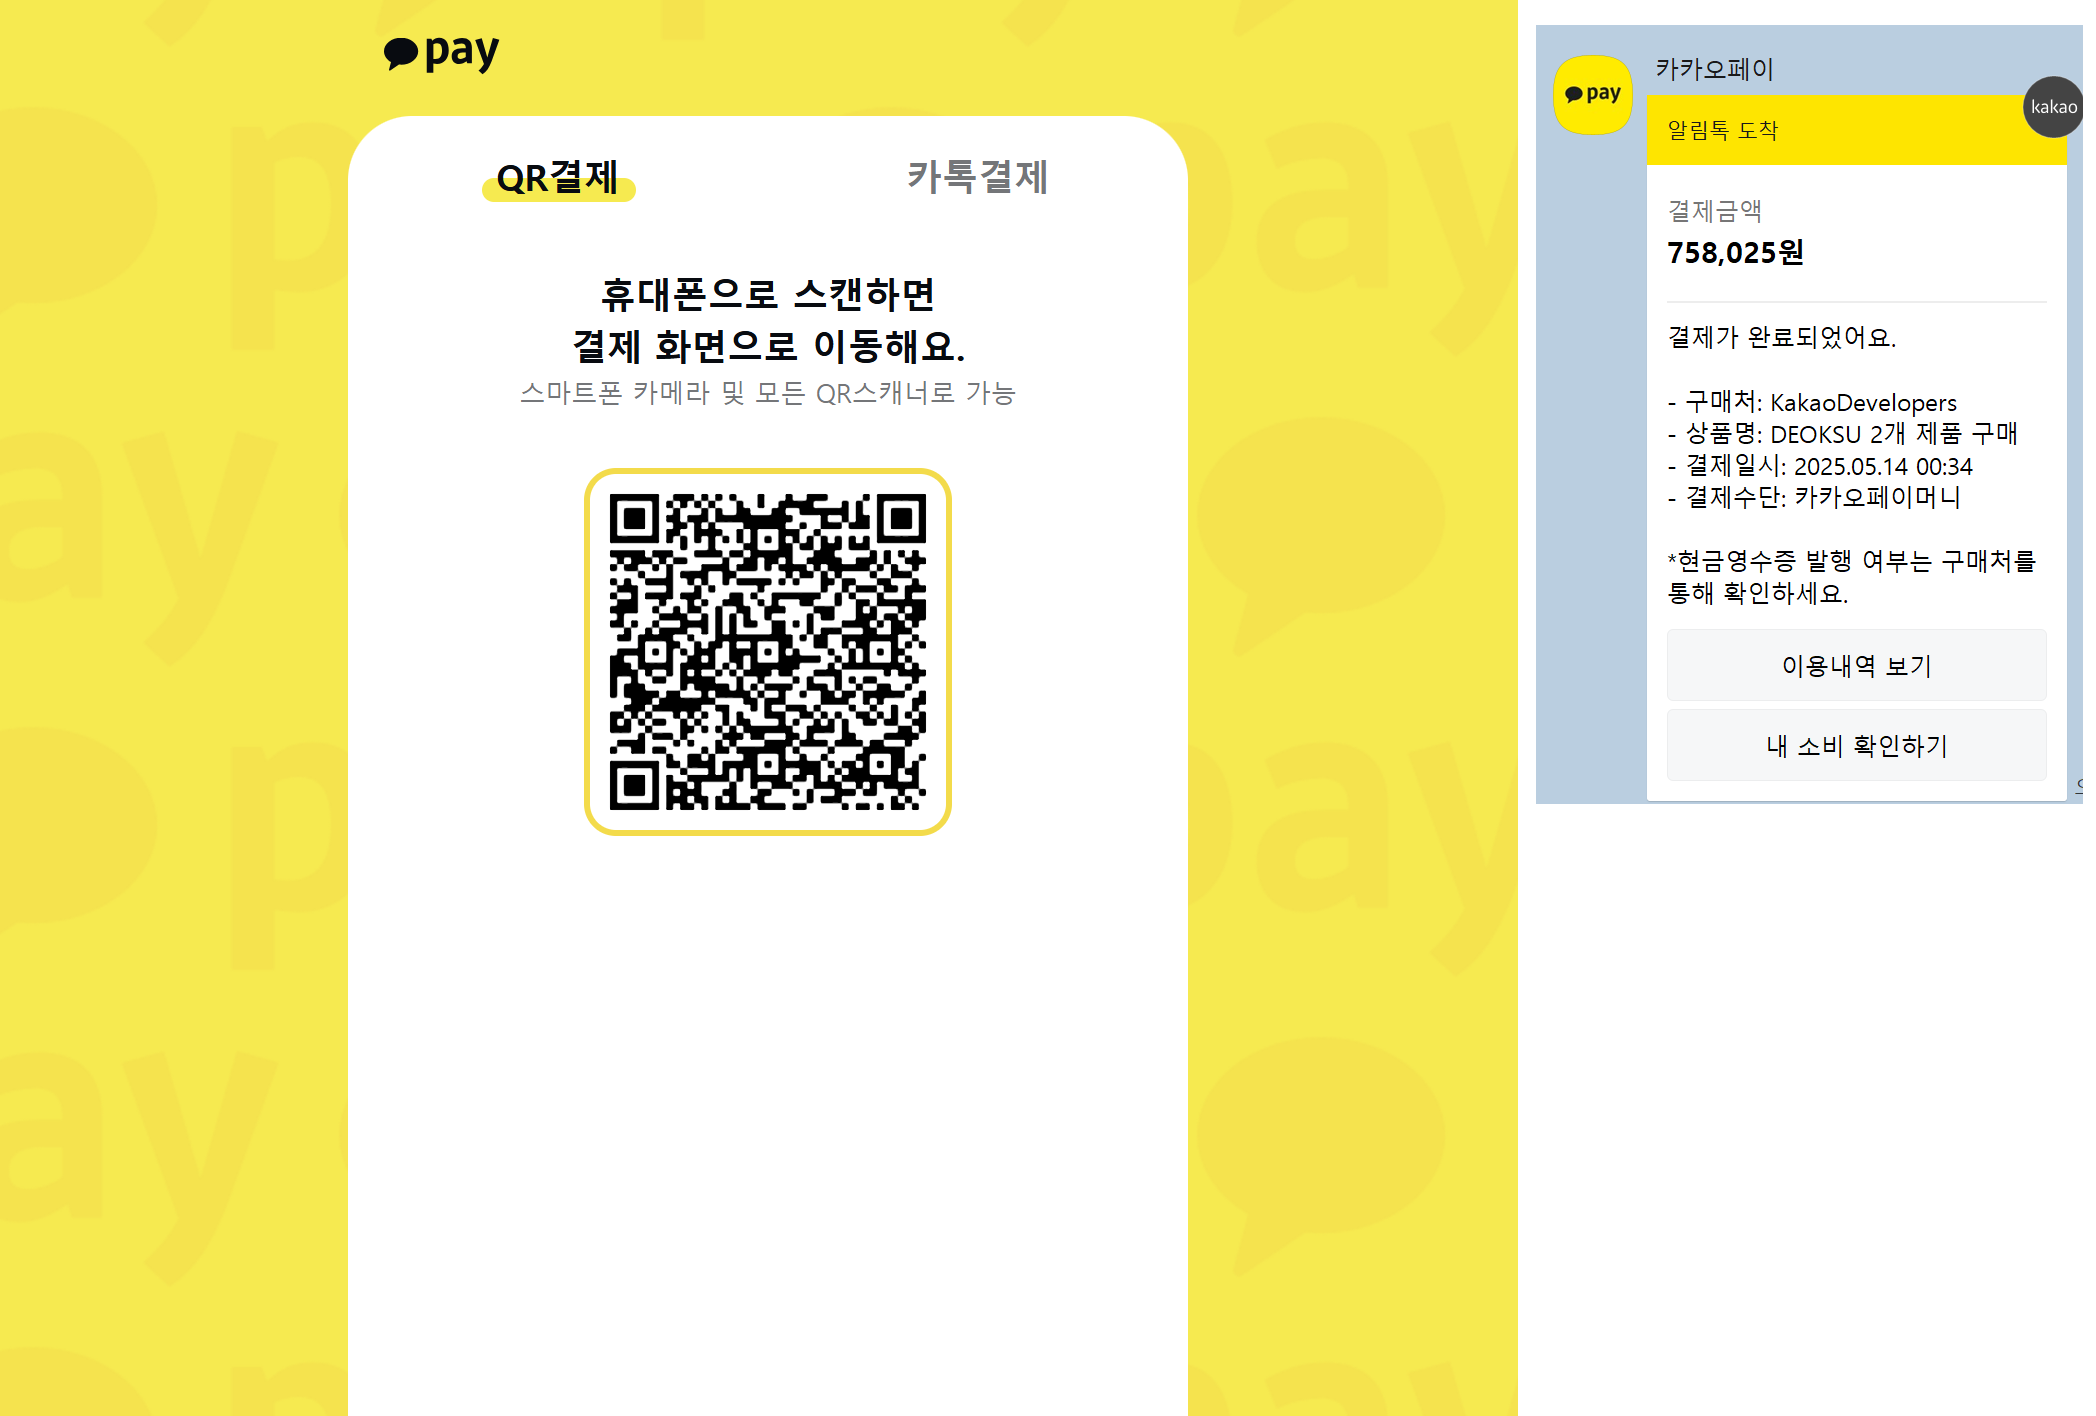 pay
QR결제
카톡결제
휴대폰으로 스캔하면
결제 화면으로 이동해요.
스마트폰 카메라 및 모든 QR스캐너로 가능
pay
카카오페이
kakao
알림톡 도착
결제금액
758,025원
결제가 완료되었어요.
- 구매처: KakaoDevelopers
- 상품명: DEOKSU 2개 제품 구매
- 결제일시: 2025.05.14 00:34
- 결제수단: 카카오페이머니
*현금영수증 발행 여부는 구매처를
통해 확인하세요.
이용내역 보기
내 소비 확인하기